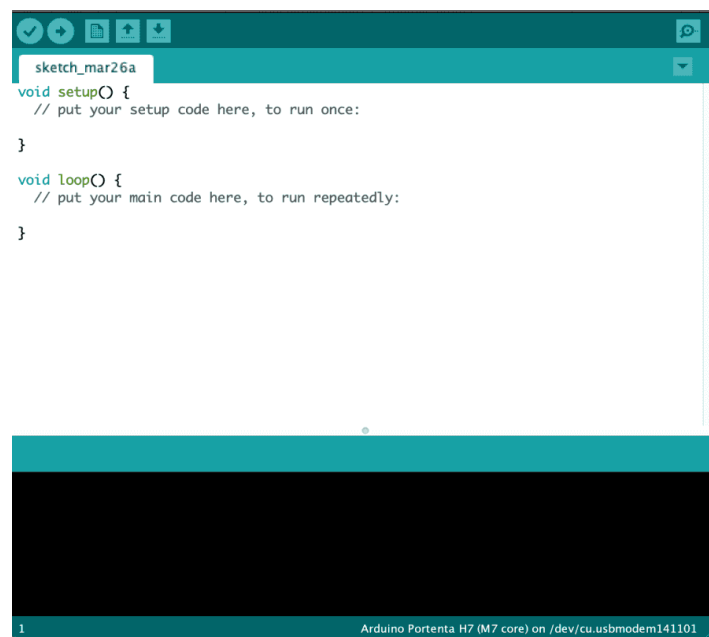 sketch_mar26a
void setup() {
  // put your setup code here, to run once:
}
void loop() {
  // put your main code here, to run repeatedly:
}
1
Arduino Portenta H7 (M7 core) on /dev/cu.usbmodem141101